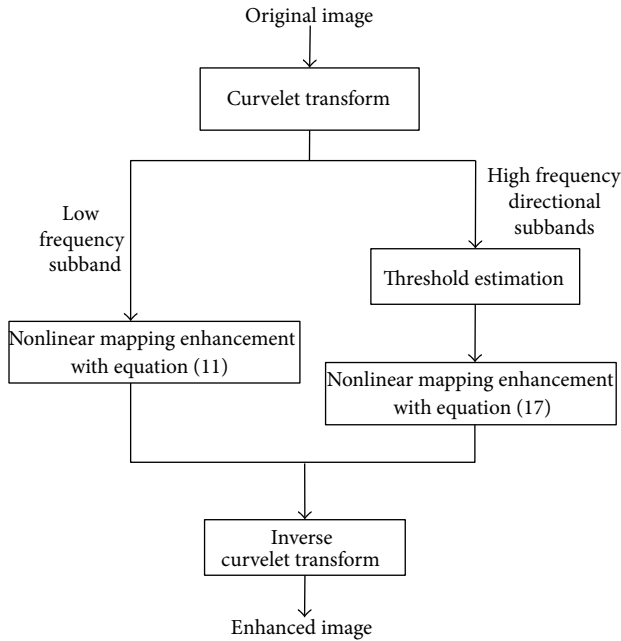 Original image
Curvelet transform
Low
frequency
subband
High frequency
directional
subbands
Threshold estimation
Nonlinear mapping enhancement
with equation (11)
Nonlinear mapping enhancement
with equation (17)
Inverse
curvelet transform
Enhanced image